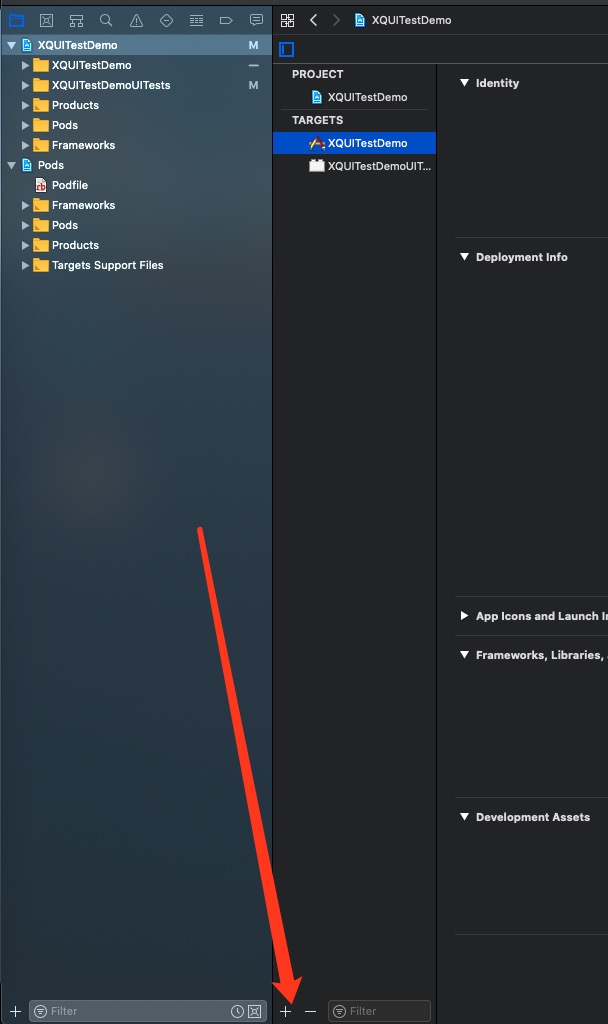 XQUITestDemo M
XQUITestDemo
XQUITestDemoUITests M
Products
Pods
Frameworks
Pods
rb Podfile
Frameworks
Pods
Products
Targets Support Files
Filter
XQUITestDemo
PROJECT
XQUITestDemo
TARGETS
XQUITestDemo
XQUITestDemoUIT...
Filter
Identity
Deployment Info
App Icons and Launch I
Frameworks, Libraries,
Development Assets